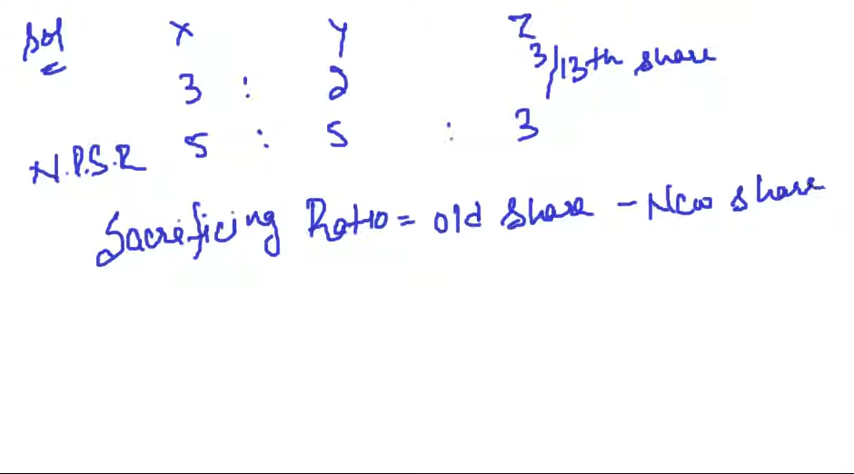 Sol X Y Z
3/13th share
3 : 2
N.P.S.R 5 : 5 : 3
Sacrificing Ratio = old share - New share